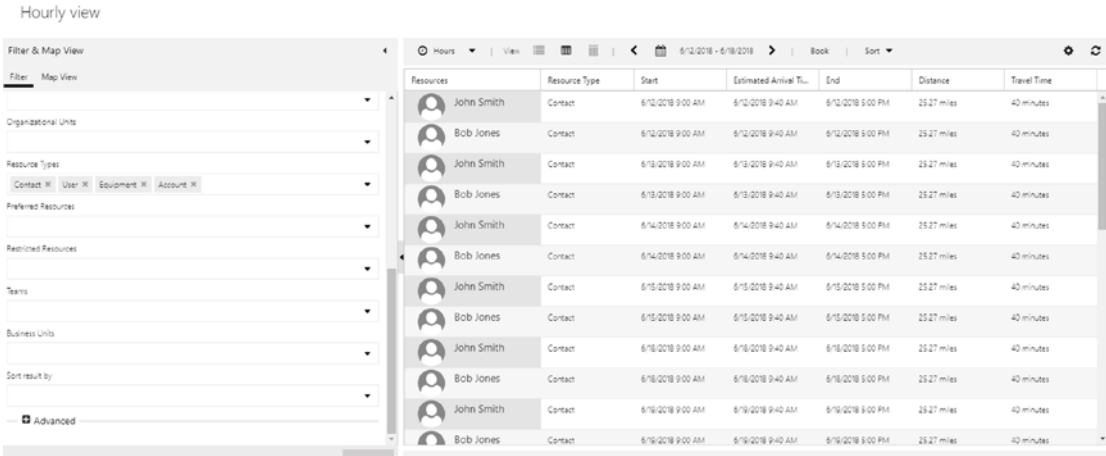 Hourly view
Filter & Map View
Filter Map View
Organizational Units
Resource Types
Contact × User × Equipment × Account ×
Preferred Resources
Restricted Resources
Teams
Business Units
Sort result by
Advanced
Hours View 6/12/2018 - 6/18/2018 Book Sort
Resources Resource Type Start Estimated Arrival Ti... End Distance Travel Time
John Smith Contact 6/12/2018 9:00 AM 6/12/2018 9:40 AM 6/12/2018 5:00 PM 25.27 miles 40 minutes
Bob Jones Contact 6/12/2018 9:00 AM 6/12/2018 9:40 AM 6/12/2018 5:00 PM 25.27 miles 40 minutes
John Smith Contact 6/13/2018 9:00 AM 6/13/2018 9:40 AM 6/13/2018 5:00 PM 25.27 miles 40 minutes
Bob Jones Contact 6/13/2018 9:00 AM 6/13/2018 9:40 AM 6/13/2018 5:00 PM 25.27 miles 40 minutes
John Smith Contact 6/14/2018 9:00 AM 6/14/2018 9:40 AM 6/14/2018 5:00 PM 25.27 miles 40 minutes
Bob Jones Contact 6/14/2018 9:00 AM 6/14/2018 9:40 AM 6/14/2018 5:00 PM 25.27 miles 40 minutes
John Smith Contact 6/15/2018 9:00 AM 6/15/2018 9:40 AM 6/15/2018 5:00 PM 25.27 miles 40 minutes
Bob Jones Contact 6/15/2018 9:00 AM 6/15/2018 9:40 AM 6/15/2018 5:00 PM 25.27 miles 40 minutes
John Smith Contact 6/18/2018 9:00 AM 6/18/2018 9:40 AM 6/18/2018 5:00 PM 25.27 miles 40 minutes
Bob Jones Contact 6/18/2018 9:00 AM 6/18/2018 9:40 AM 6/18/2018 5:00 PM 25.27 miles 40 minutes
John Smith Contact 6/19/2018 9:00 AM 6/19/2018 9:40 AM 6/19/2018 5:00 PM 25.27 miles 40 minutes
Bob Jones Contact 6/19/2018 9:00 AM 6/19/2018 9:40 AM 6/19/2018 5:00 PM 25.27 miles 40 minutes